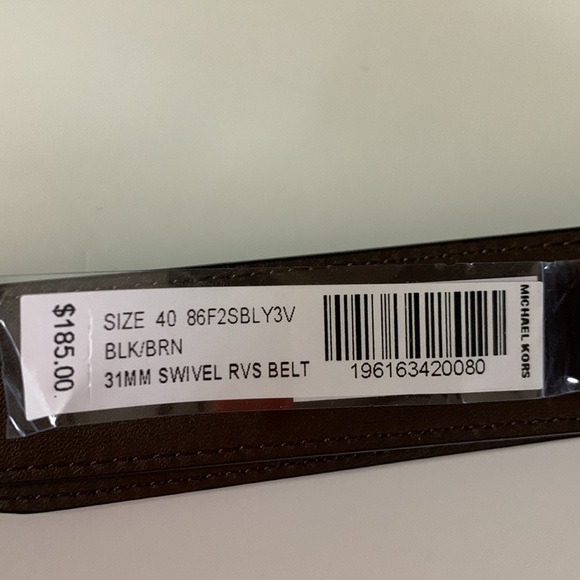 $185.00
SIZE 40 86F2SBLY3V
BLK/BRN
31MM SWIVEL RVS BELT
196163420080
MICHAEL KORS